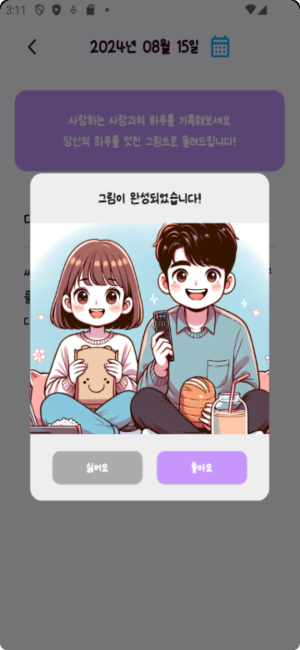 3:11
2024년 08월 15일
사랑하는 사람과의 하루를 기록해보세요
당신의 하루를 멋진 그림으로 돌려드립니다!
그림이 완성되었습니다!
싫어요
좋아요